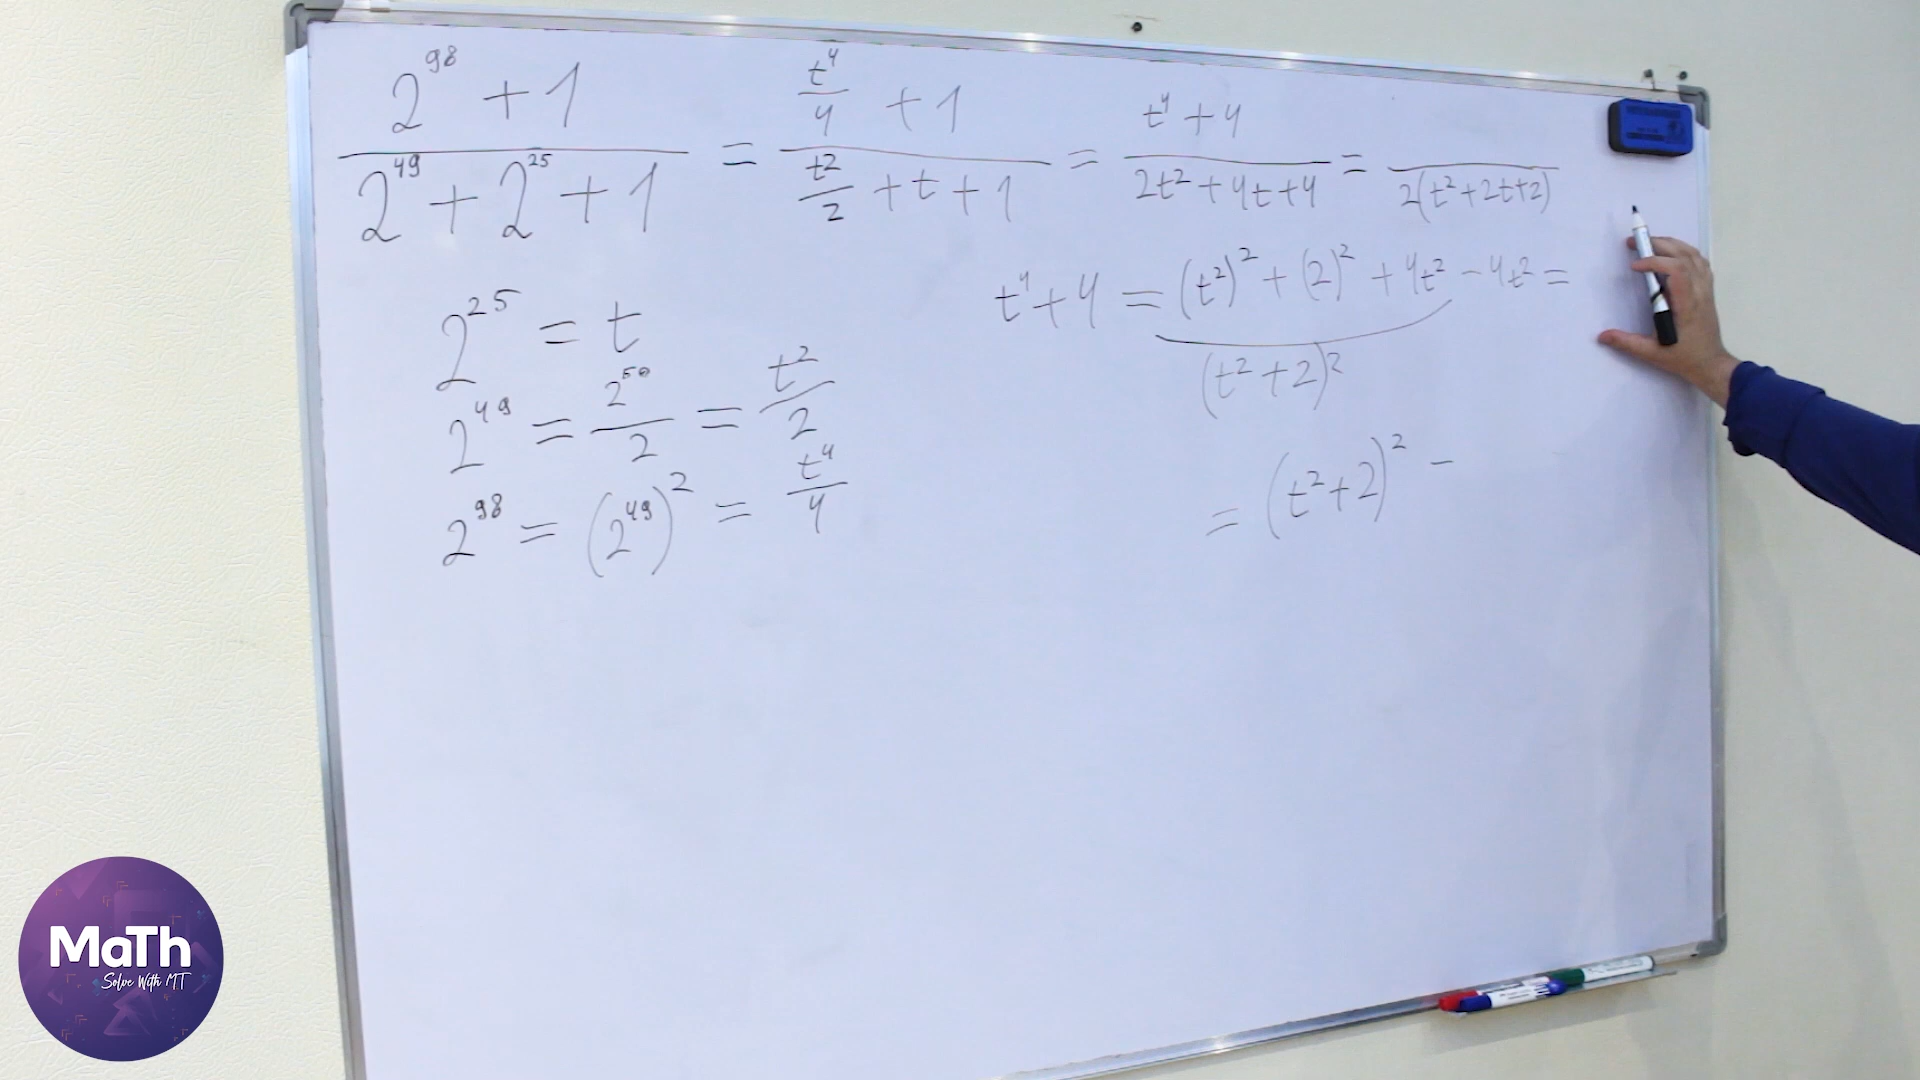 2^98 + 1 / 2^49 + 2^25 + 1 = t^4/4 + 1 / t^2/2 + t + 1 = t^4 + 4 / 2t^2 + 4t + 4 = / 2(t^2 + 2t + 2)
t^4 + 4 = (t^2)^2 + (2)^2 + 4t^2 - 4t^2 =
(t^2 + 2)^2
= (t^2 + 2)^2 -
2^25 = t
2^49 = 2^50/2 = t^2/2
2^98 = (2^49)^2 = t^4/4
MaTh
Solve With MT